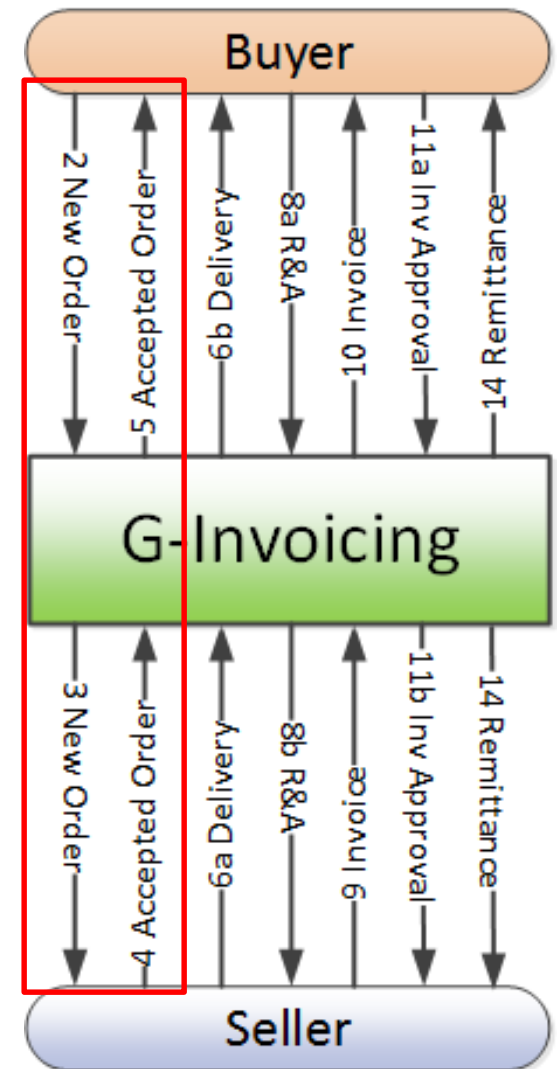 Buyer
2 New Order
5 Accepted Order
6b Delivery
8a R&A
10 Invoice
11a Inv Approval
14 Remittance
G-Invoicing
3 New Order
4 Accepted Order
6a Delivery
8b R&A
9 Invoice
11b Inv Approval
14 Remittance
Seller